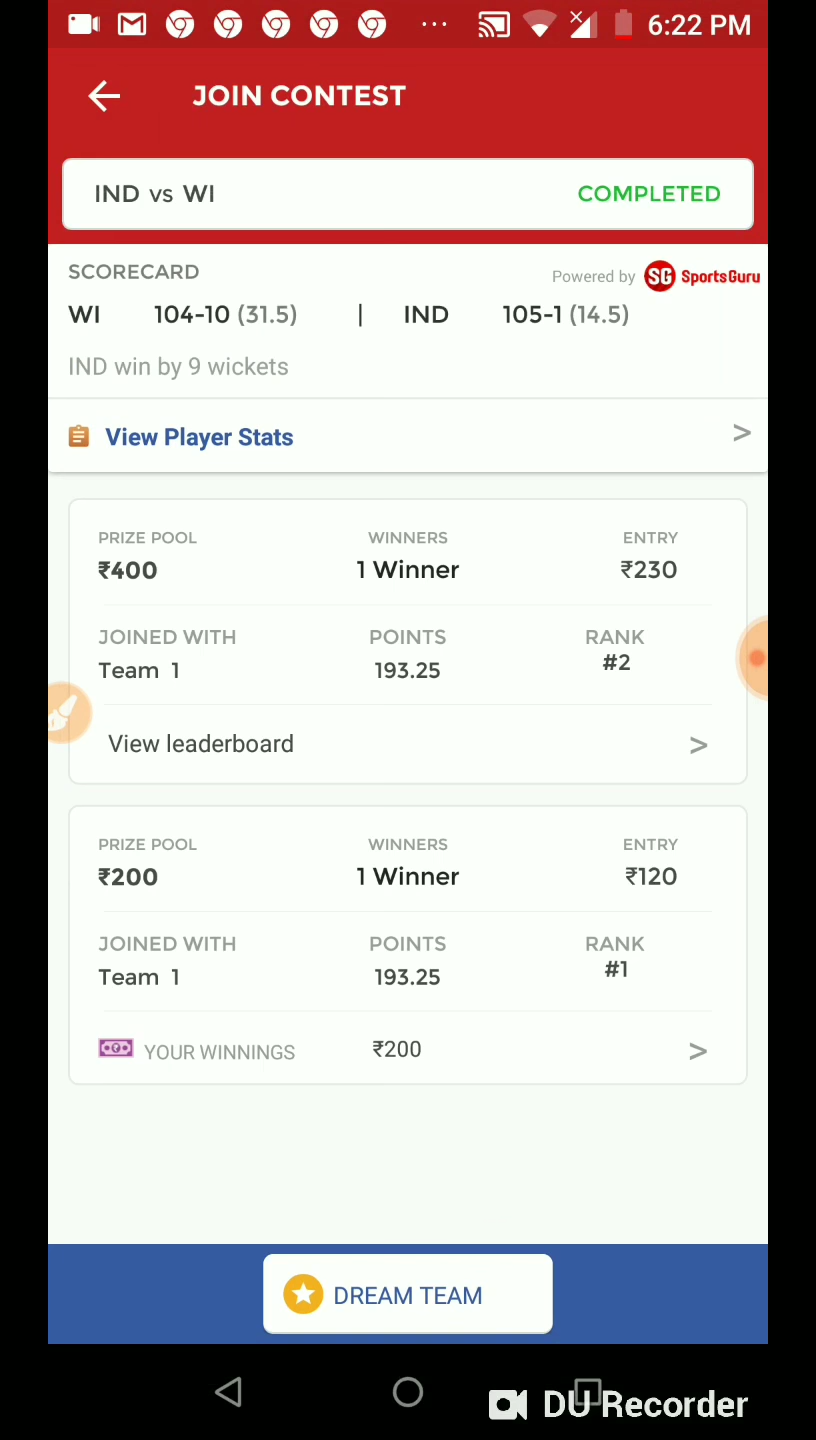 6:22 PM
JOIN CONTEST
IND vs WI COMPLETED
SCORECARD Powered by SG SportsGuru
WI 104-10 (31.5) | IND 105-1 (14.5)
IND win by 9 wickets
View Player Stats >
PRIZE POOL WINNERS ENTRY
₹400 1 Winner ₹230
JOINED WITH POINTS RANK
Team 1 193.25 #2
View leaderboard >
PRIZE POOL WINNERS ENTRY
₹200 1 Winner ₹120
JOINED WITH POINTS RANK
Team 1 193.25 #1
YOUR WINNINGS ₹200 >
DREAM TEAM
DU Recorder